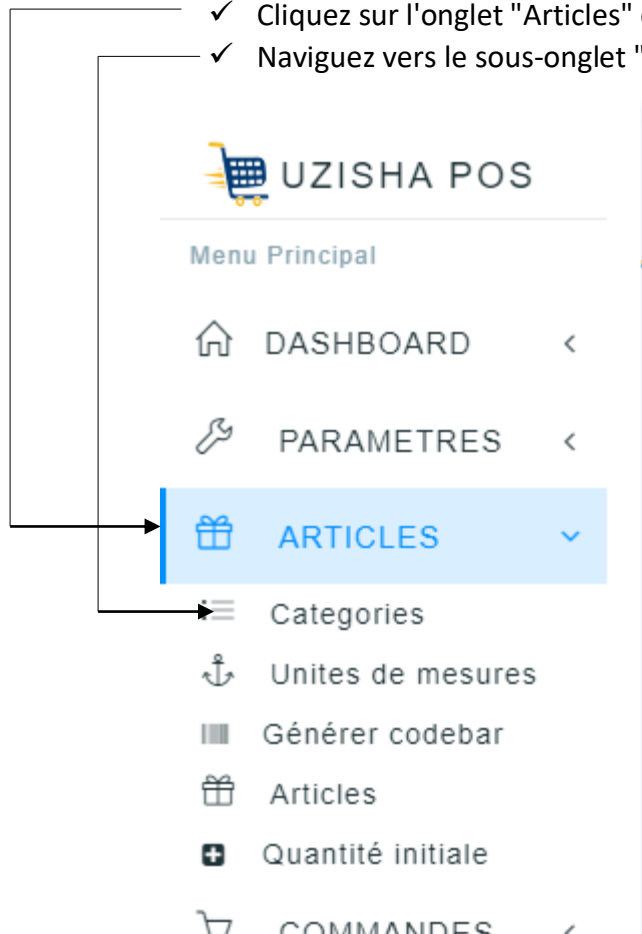 ✓ Cliquez sur l'onglet "Articles"
✓ Naviguez vers le sous-onglet "
UZISHA POS
Menu Principal
DASHBOARD
PARAMETRES
ARTICLES
Categories
Unites de mesures
Générer codebar
Articles
Quantité initiale
COMMANDES